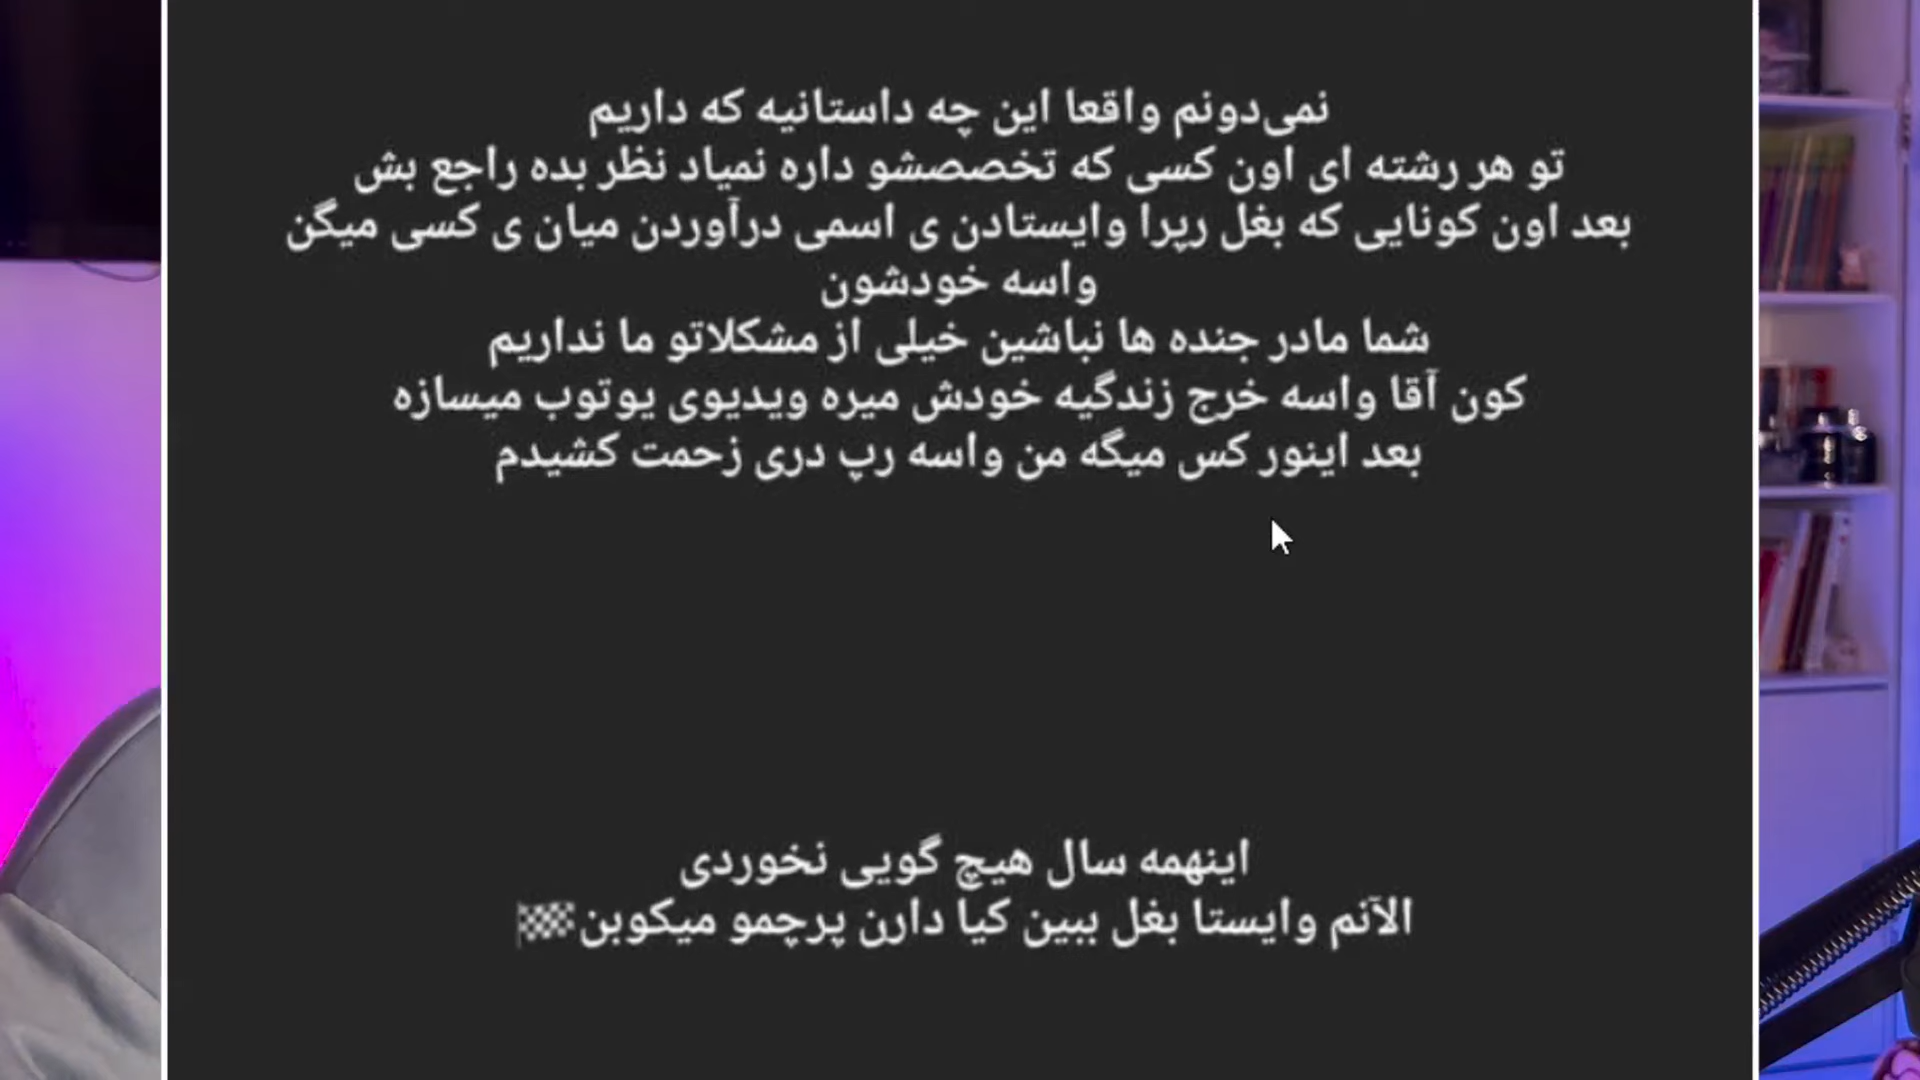 نمی‌دونم واقعا این چه داستانیه که داریم
تو هر رشته ای اون کسی که تخصصشو داره نمیاد نظر بده راجع بش
بعد اون کونایی که بغل رپرا وایستادن ی اسمی درآوردن میان ی کسی میگن
واسه خودشون
شما مادر جنده ها نباشین خیلی از مشکلاتو ما نداریم
کون آقا واسه خرج زندگیه خودش میره ویدیوی یوتوب میسازه
بعد اینور کس میگه من واسه رپ دری زحمت کشیدم
اینهمه سال هیچ گویی نخوردی
الآنم وایستا بغل ببین کیا دارن پرچمو میکوبن🏁